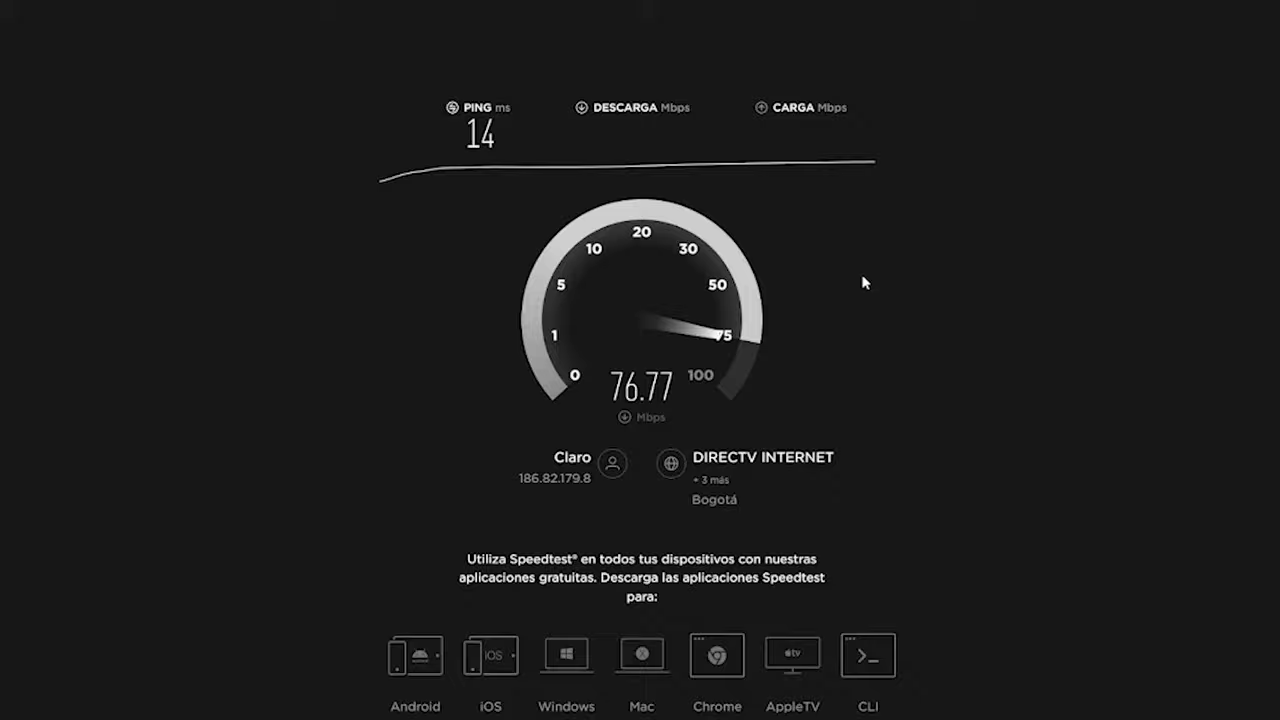 PING ms
DESCARGA Mbps
CARGA Mbps
14
20
10
30
5
50
1
75
0
100
76.77
Mbps
Claro
186.82.179.8
DIRECTV INTERNET
+ 3 más
Bogotá
Utiliza Speedtest® en todos tus dispositivos con nuestras
aplicaciones gratuitas. Descarga las aplicaciones Speedtest
para:
iOS
tv
Android
iOS
Windows
Mac
Chrome
AppleTV
CLI